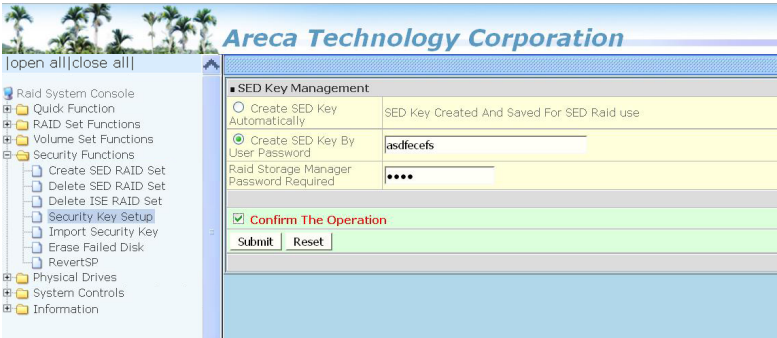 Areca Technology Corporation
|open all|close all|
Raid System Console
Quick Function
RAID Set Functions
Volume Set Functions
Security Functions
Create SED RAID Set
Delete SED RAID Set
Delete ISE RAID Set
Security Key Setup
Import Security Key
Erase Failed Disk
RevertSP
Physical Drives
System Controls
Information
SED Key Management
Create SED Key
Automatically
SED Key Created And Saved For SED Raid use
Create SED Key By
User Password
asdfecefs
Raid Storage Manager
Password Required
••••
Confirm The Operation
Submit Reset